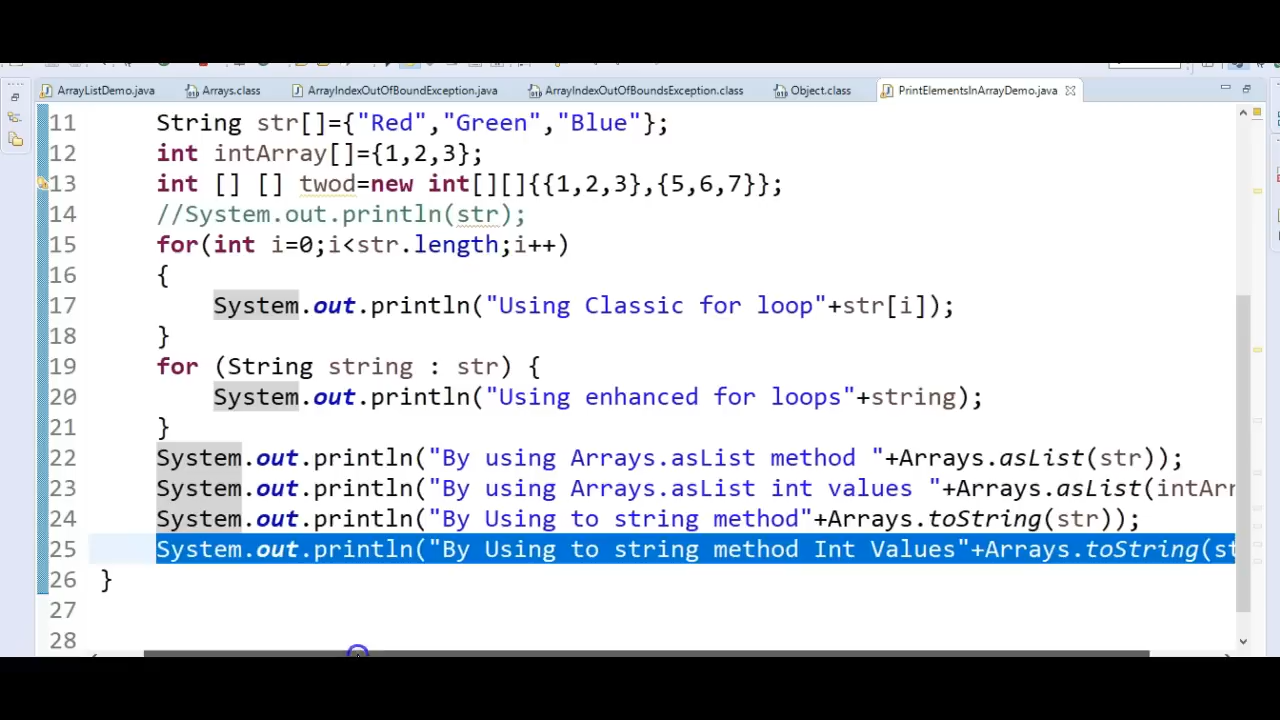 ArrayListDemo.java Arrays.class ArrayIndexOutOfBoundException.java ArrayIndexOutOfBoundsException.class Object.class PrintElementsInArrayDemo.java
11 String str[]={"Red","Green","Blue"};
12 int intArray[]={1,2,3};
13 int [] [] twod=new int[][]{{1,2,3},{5,6,7}};
14 //System.out.println(str);
15 for(int i=0;i<str.length;i++)
16 {
17 System.out.println("Using Classic for loop"+str[i]);
18 }
19 for (String string : str) {
20 System.out.println("Using enhanced for loops"+string);
21 }
22 System.out.println("By using Arrays.asList method "+Arrays.asList(str));
23 System.out.println("By using Arrays.asList int values "+Arrays.asList(intArr
24 System.out.println("By Using to string method"+Arrays.toString(str));
25 System.out.println("By Using to string method Int Values"+Arrays.toString(st
26 }
27
28